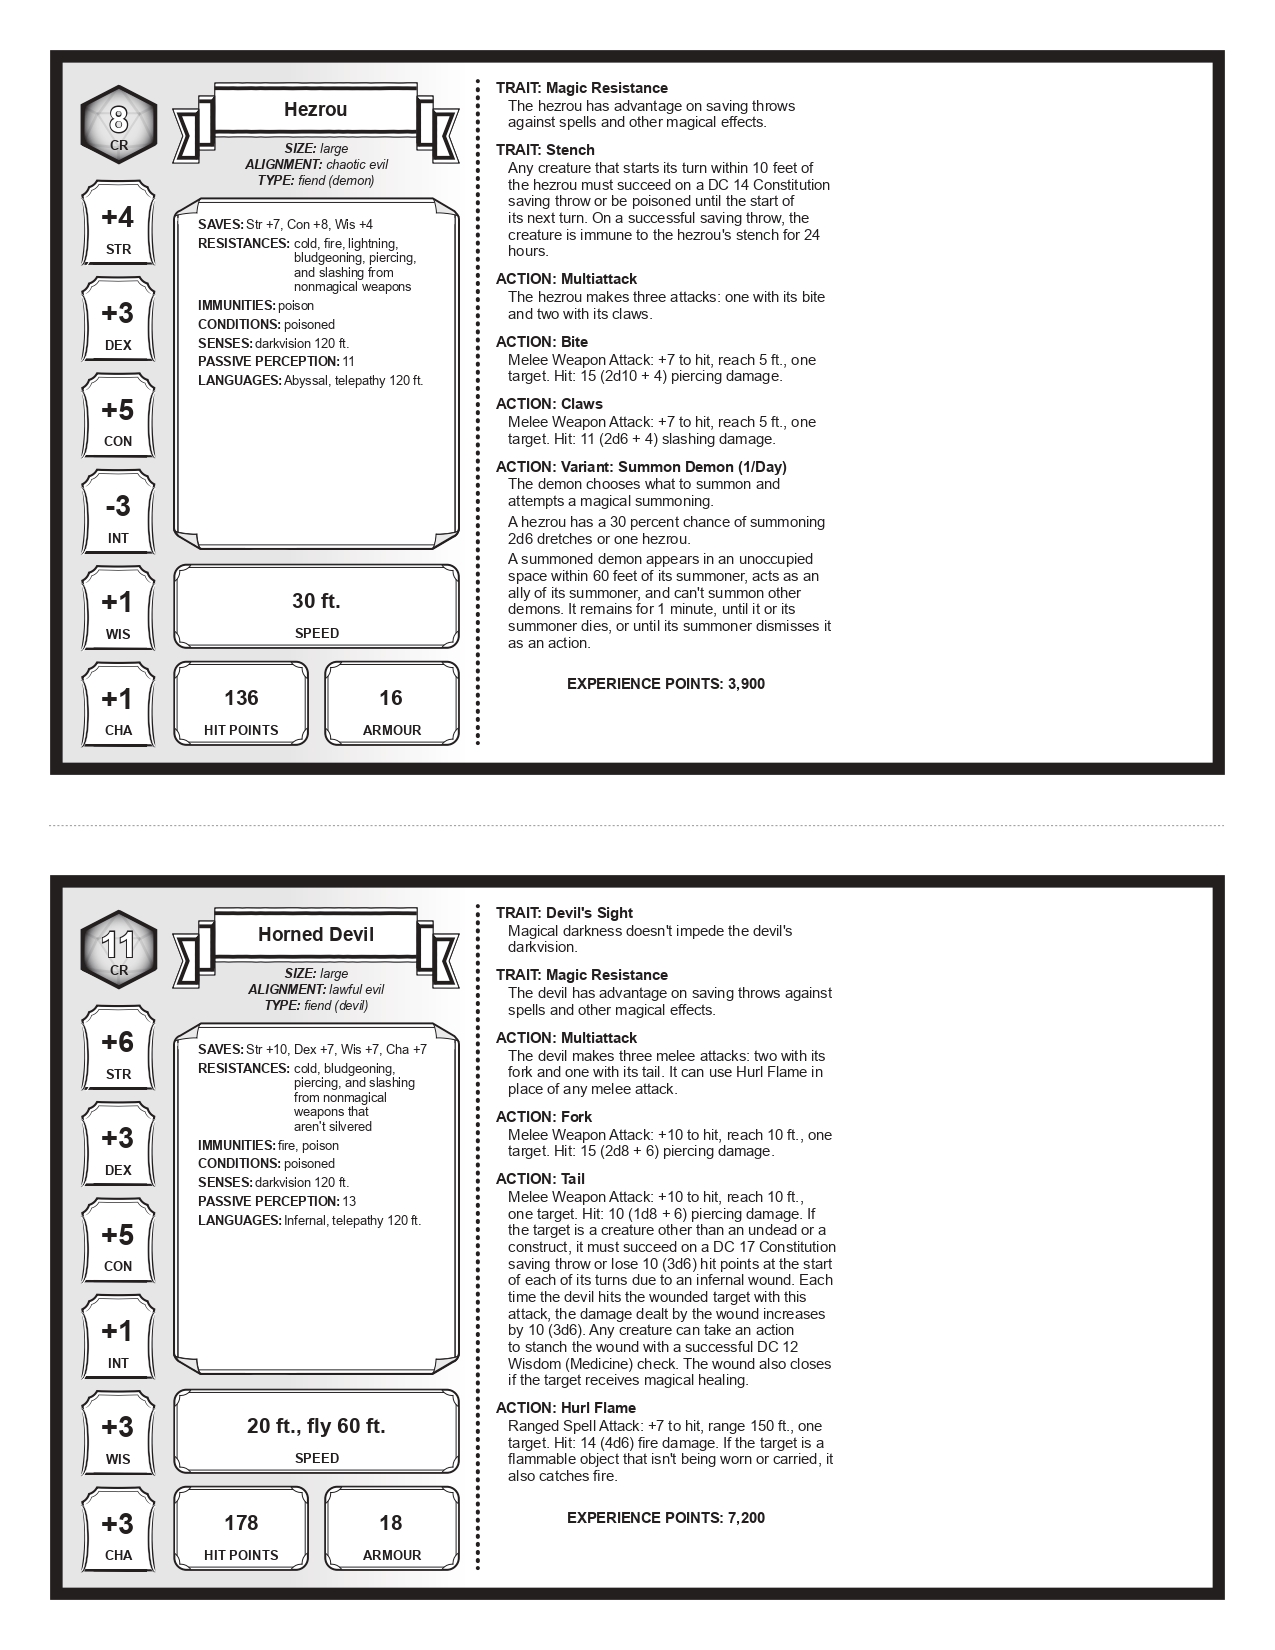 8
CR
Hezrou
SIZE: large
ALIGNMENT: chaotic evil
TYPE: fiend (demon)
+4
STR
+3
DEX
+5
CON
-3
INT
+1
WIS
+1
CHA
SAVES: Str +7, Con +8, Wis +4
RESISTANCES: cold, fire, lightning,
bludgeoning, piercing,
and slashing from
nonmagical weapons
IMMUNITIES: poison
CONDITIONS: poisoned
SENSES: darkvision 120 ft.
PASSIVE PERCEPTION: 11
LANGUAGES: Abyssal, telepathy 120 ft.
30 ft.
SPEED
136
HIT POINTS
16
ARMOUR
TRAIT: Magic Resistance
The hezrou has advantage on saving throws
against spells and other magical effects.
TRAIT: Stench
Any creature that starts its turn within 10 feet of
the hezrou must succeed on a DC 14 Constitution
saving throw or be poisoned until the start of
its next turn. On a successful saving throw, the
creature is immune to the hezrou's stench for 24
hours.
ACTION: Multiattack
The hezrou makes three attacks: one with its bite
and two with its claws.
ACTION: Bite
Melee Weapon Attack: +7 to hit, reach 5 ft., one
target. Hit: 15 (2d10 + 4) piercing damage.
ACTION: Claws
Melee Weapon Attack: +7 to hit, reach 5 ft., one
target. Hit: 11 (2d6 + 4) slashing damage.
ACTION: Variant: Summon Demon (1/Day)
The demon chooses what to summon and
attempts a magical summoning.
A hezrou has a 30 percent chance of summoning
2d6 dretches or one hezrou.
A summoned demon appears in an unoccupied
space within 60 feet of its summoner, acts as an
ally of its summoner, and can't summon other
demons. It remains for 1 minute, until it or its
summoner dies, or until its summoner dismisses it
as an action.
EXPERIENCE POINTS: 3,900
11
CR
Horned Devil
SIZE: large
ALIGNMENT: lawful evil
TYPE: fiend (devil)
+6
STR
+3
DEX
+5
CON
+1
INT
+3
WIS
+3
CHA
SAVES: Str +10, Dex +7, Wis +7, Cha +7
RESISTANCES: cold, bludgeoning,
piercing, and slashing
from nonmagical
weapons that
aren't silvered
IMMUNITIES: fire, poison
CONDITIONS: poisoned
SENSES: darkvision 120 ft.
PASSIVE PERCEPTION: 13
LANGUAGES: Infernal, telepathy 120 ft.
20 ft., fly 60 ft.
SPEED
178
HIT POINTS
18
ARMOUR
TRAIT: Devil's Sight
Magical darkness doesn't impede the devil's
darkvision.
TRAIT: Magic Resistance
The devil has advantage on saving throws against
spells and other magical effects.
ACTION: Multiattack
The devil makes three melee attacks: two with its
fork and one with its tail. It can use Hurl Flame in
place of any melee attack.
ACTION: Fork
Melee Weapon Attack: +10 to hit, reach 10 ft., one
target. Hit: 15 (2d8 + 6) piercing damage.
ACTION: Tail
Melee Weapon Attack: +10 to hit, reach 10 ft.,
one target. Hit: 10 (1d8 + 6) piercing damage. If
the target is a creature other than an undead or a
construct, it must succeed on a DC 17 Constitution
saving throw or lose 10 (3d6) hit points at the start
of each of its turns due to an infernal wound. Each
time the devil hits the wounded target with this
attack, the damage dealt by the wound increases
by 10 (3d6). Any creature can take an action
to stanch the wound with a successful DC 12
Wisdom (Medicine) check. The wound also closes
if the target receives magical healing.
ACTION: Hurl Flame
Ranged Spell Attack: +7 to hit, range 150 ft., one
target. Hit: 14 (4d6) fire damage. If the target is a
flammable object that isn't being worn or carried, it
also catches fire.
EXPERIENCE POINTS: 7,200